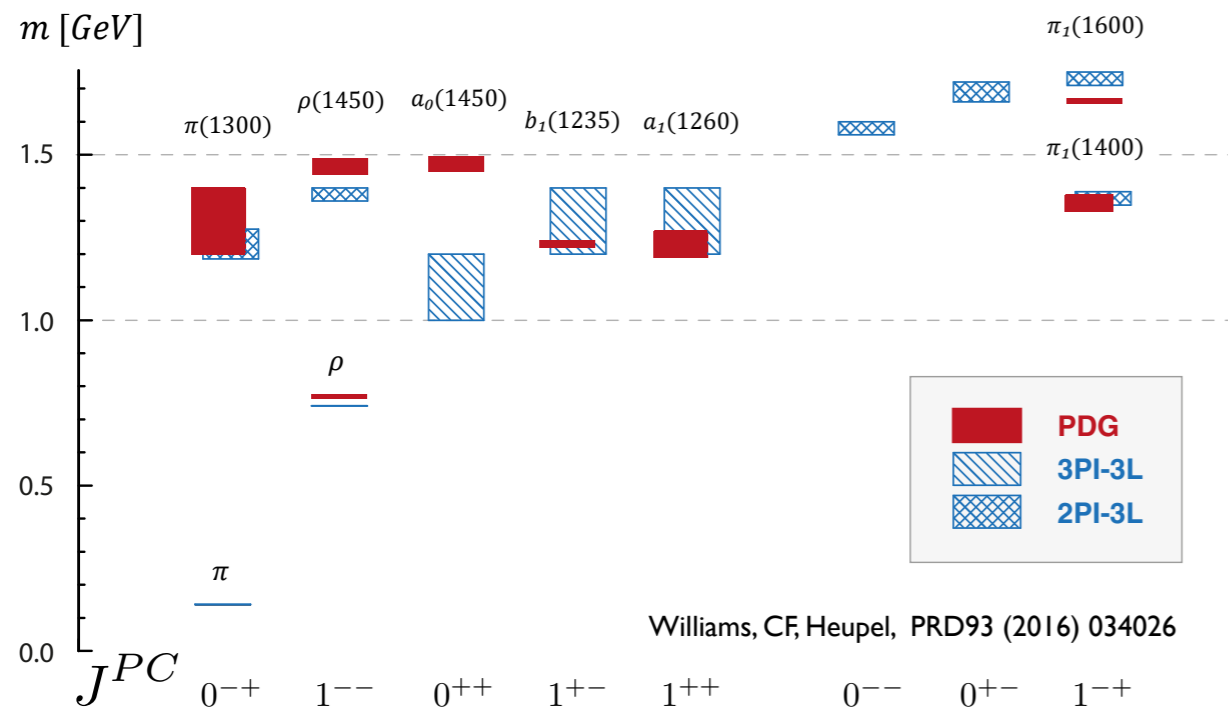 m [GeV]
π₁(1600)
ρ(1450)
a₀(1450)
π(1300)
b₁(1235)
a₁(1260)
1.5
π₁(1400)
1.0
ρ
PDG
3PI-3L
0.5
2PI-3L
π
Williams, CF, Heupel, PRD93 (2016) 034026
0.0
J^{PC}
0⁻⁺ 1⁻⁻ 0⁺⁺ 1⁺⁻ 1⁺⁺ 0⁻⁻ 0⁺⁻ 1⁻⁺